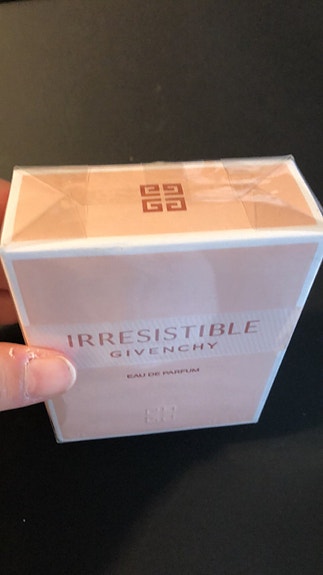 IRRESISTIBLE
GIVENCHY
EAU DE PARFUM